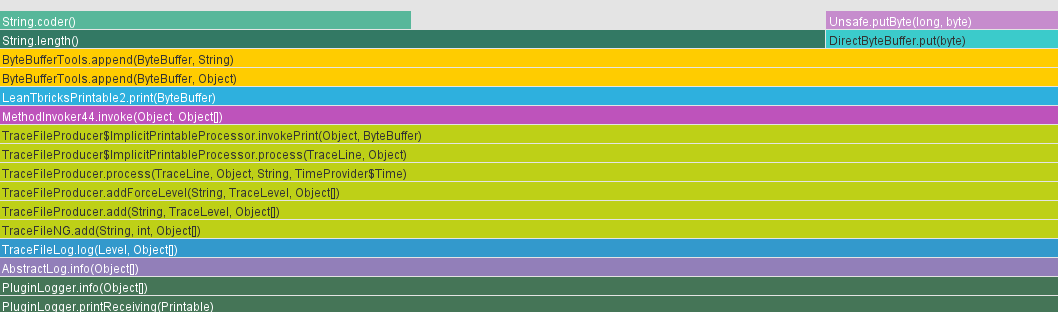 String.coder() Unsafe.putByte(long, byte)
String.length() DirectByteBuffer.put(byte)
ByteBufferTools.append(ByteBuffer, String)
ByteBufferTools.append(ByteBuffer, Object)
LeanTbricksPrintable2.print(ByteBuffer)
MethodInvoker44.invoke(Object, Object[])
TraceFileProducer$ImplicitPrintableProcessor.invokePrint(Object, ByteBuffer)
TraceFileProducer$ImplicitPrintableProcessor.process(TraceLine, Object)
TraceFileProducer.process(TraceLine, Object, String, TimeProvider$Time)
TraceFileProducer.addForceLevel(String, TraceLevel, Object[])
TraceFileProducer.add(String, TraceLevel, Object[])
TraceFileNG.add(String, int, Object[])
TraceFileLog.log(Level, Object[])
AbstractLog.info(Object[])
PluginLogger.info(Object[])
PluginLogger.printReceiving(Printable)